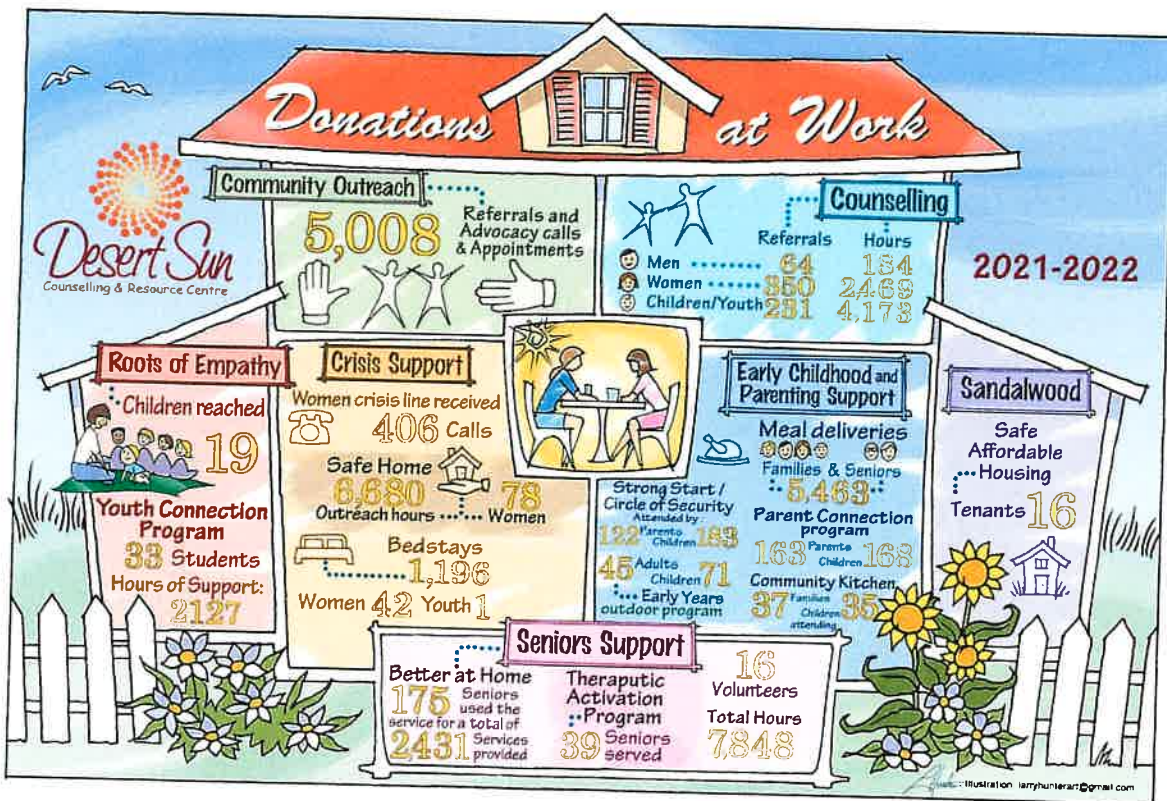 Donations at Work
Desert Sun
Counselling & Resource Centre
2021-2022
Community Outreach
5,008
Referrals and
Advocacy calls
& Appointments
Counselling
Referrals Hours
Men 64 184
Women 350 2,469
Children/Youth 231 4,173
Roots of Empathy
Children reached
19
Youth Connection
Program
33 Students
Hours of Support:
2127
Crisis Support
Women crisis line received
406 Calls
Safe Home
6,680 78
Outreach hours Women
Bedstays
1,196
Women 42 Youth 1
Early Childhood and
Parenting Support
Meal deliveries
Families & Seniors
5,463
Strong Start /
Circle of Security
Attended by:
122 Parents
Children 183
45 Adults
Children 71
Early Years
outdoor program
Parent Connection
program
163 Parents
Children 168
Community Kitchen
37 Families
Children 35
attending
Sandalwood
Safe
Affordable
Housing
Tenants 16
Seniors Support
Better at Home
175 Seniors
used the
service for a total of
2431 Services
provided
Theraputic
Activation
Program
39 Seniors
served
16
Volunteers
Total Hours
7,848
Illustration larryhunterart@gmail.com